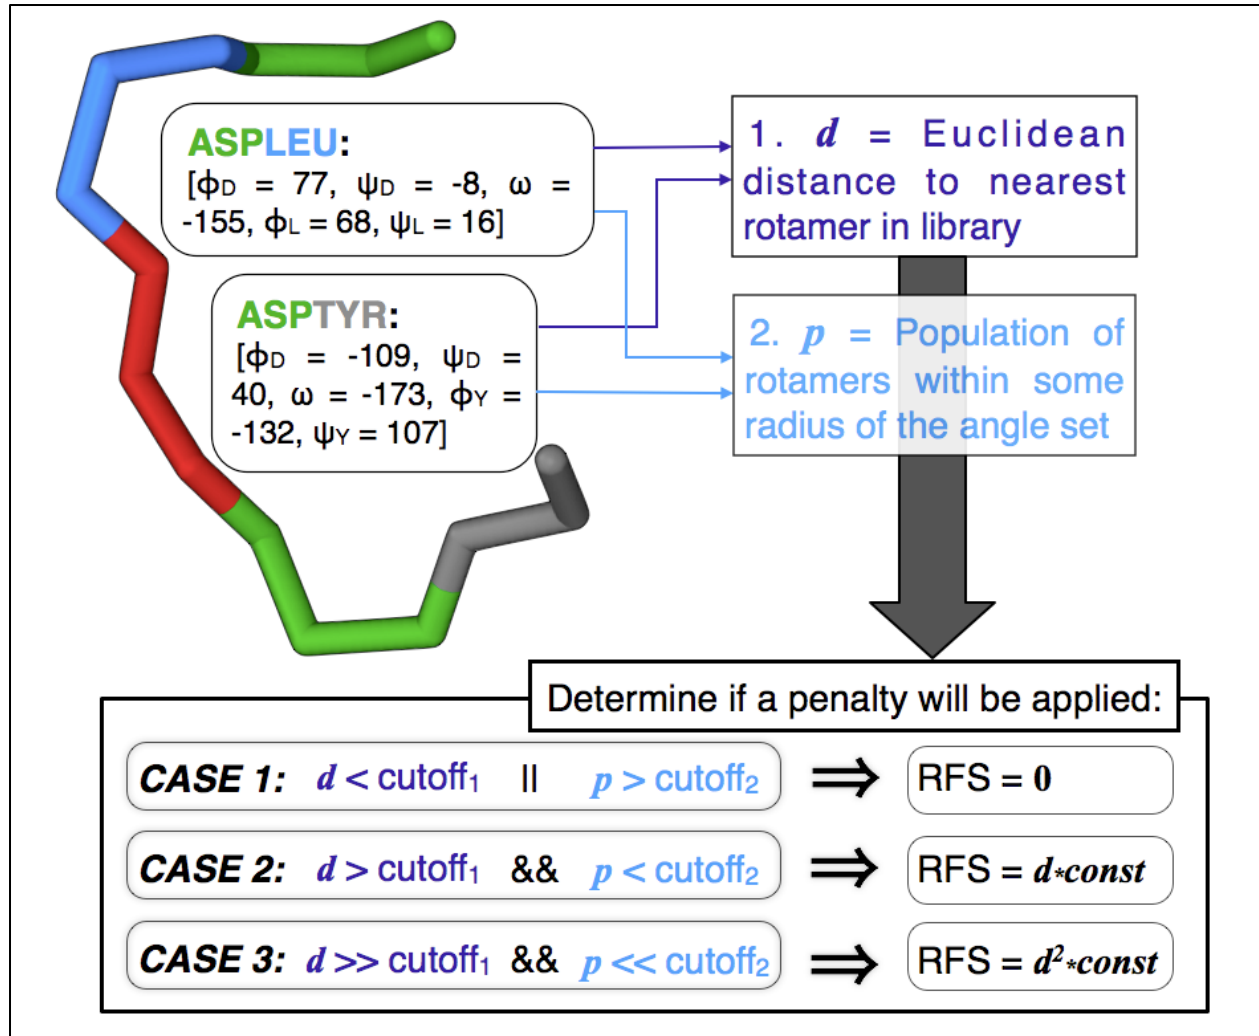 ASPLEU:
[ϕD = 77, ψD = -8, ω =
-155, ϕL = 68, ψL = 16]
ASPTYR:
[ϕD = -109, ψD =
40, ω = -173, ϕY =
-132, ψY = 107]
1. d = Euclidean
distance to nearest
rotamer in library
2. p = Population of
rotamers within some
radius of the angle set
Determine if a penalty will be applied:
CASE 1: d < cutoff₁ || p > cutoff₂ ⇒ RFS = 0
CASE 2: d > cutoff₁ && p < cutoff₂ ⇒ RFS = d*const
CASE 3: d >> cutoff₁ && p << cutoff₂ ⇒ RFS = d²*const